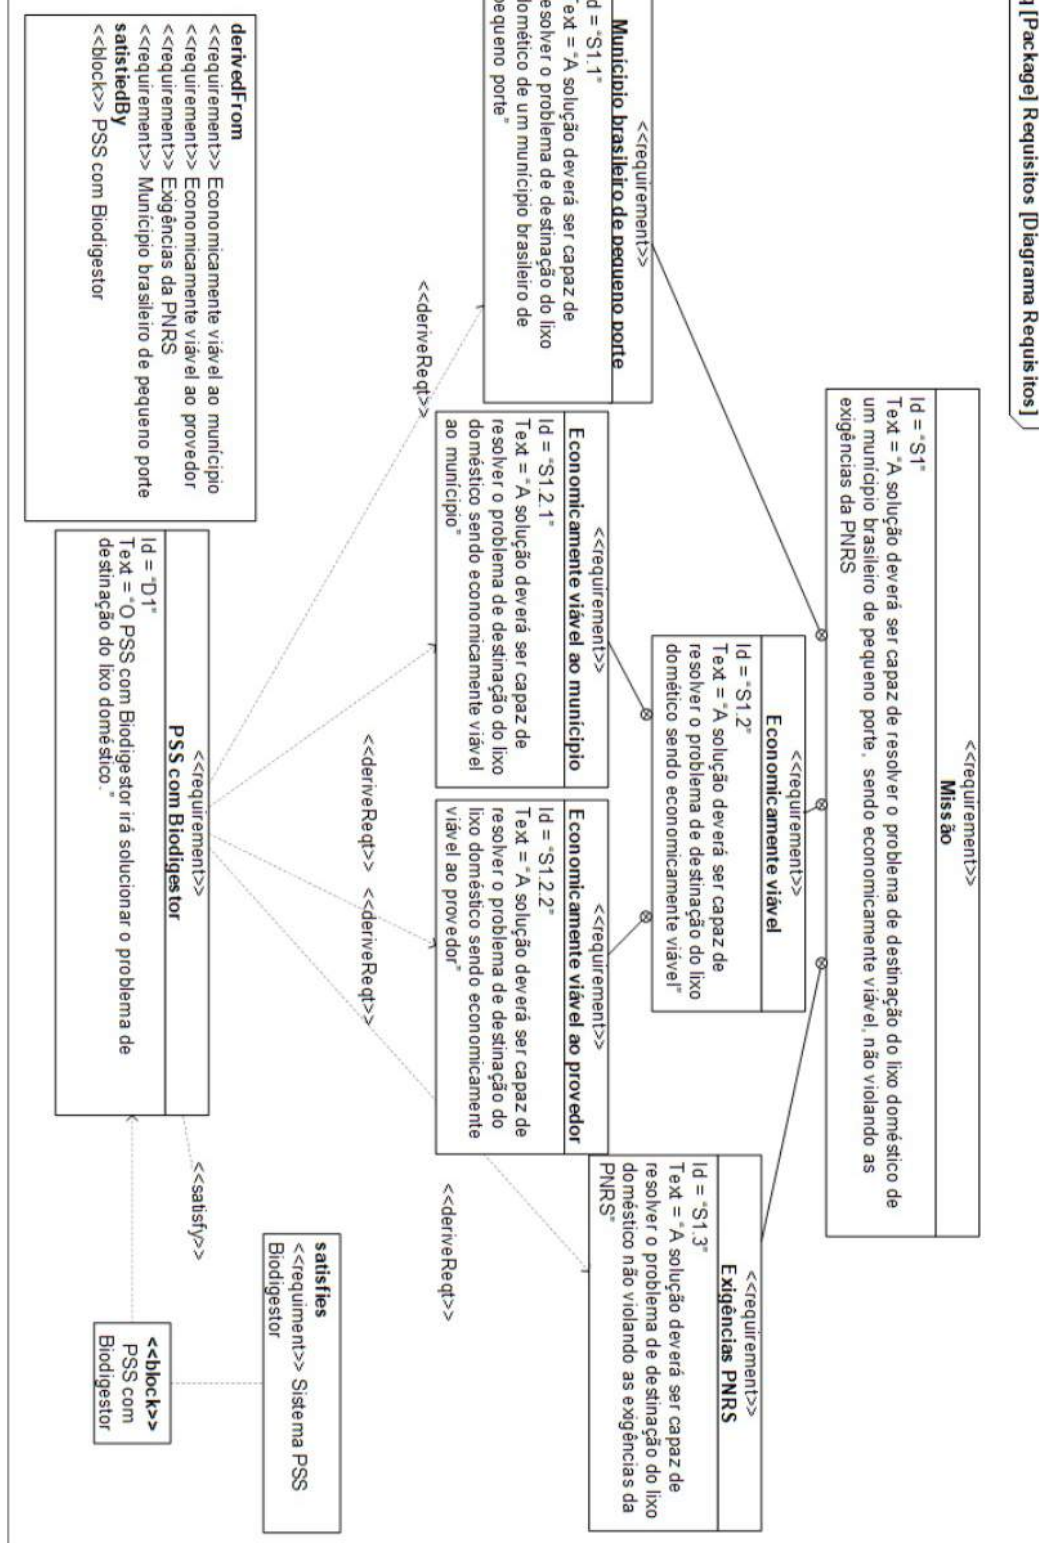 q [Package] Requisitos [Diagrama Requisitos]
<<requirement>>
Missão
Id = "S1"
Text = "A solução deverá ser capaz de resolver o problema de destinação do lixo doméstico de
um município brasileiro de pequeno porte, sendo economicamente viável, não violando as
exigências da PNRS
<<requirement>>
Município brasileiro de pequeno porte
d = "S1.1"
ext = "A solução deverá ser capaz de
esolver o problema de destinação do lixo
lomético de um município brasileiro de
pequeno porte"
<<requirement>>
Economicamente viável
Id = "S1.2"
Text = "A solução deverá ser capaz de
resolver o problema de destinação do lixo
domético sendo economicamente viável"
<<requirement>>
Exigências PNRS
Id = "S1.3"
Text = "A solução deverá ser capaz de
resolver o problema de destinação do lixo
doméstico não violando as exigências da
PNRS"
<<requirement>>
Economicamente viável ao município
Id = "S1.2.1"
Text = "A solução deverá ser capaz de
resolver o problema de destinação do lixo
doméstico sendo economicamente viável
ao município"
<<requirement>>
Economicamente viável ao provedor
Id = "S1.2.2"
Text = "A solução deverá ser capaz de
resolver o problema de destinação do
lixo doméstico sendo economicamente
viável ao provedor"
<<deriveReqt>>
<<deriveReqt>> <<deriveReqt>>
<<deriveReqt>>
derivedFrom
<<requirement>> Economicamente viável ao município
<<requirement>> Economicamente viável ao provedor
<<requirement>> Exigências da PNRS
<<requirement>> Município brasileiro de pequeno porte
satistiedBy
<<block>> PSS com Biodigestor
<<requirement>>
PSS com Biodigestor
Id = "D1"
Text = "O PSS com Biodigestor irá solucionar o problema de
destinação do lixo doméstico."
<<satisfy>>
satisfies
<<requiment>> Sistema PSS
Biodigestor
<<block>>
PSS com
Biodigestor